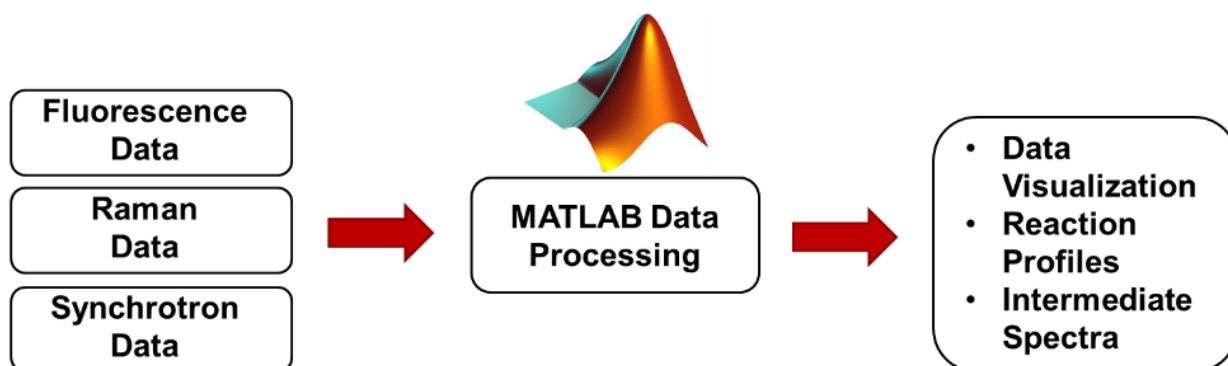 Fluorescence
Data
Raman
Data
Synchrotron
Data
MATLAB Data
Processing
• Data
Visualization
• Reaction
Profiles
• Intermediate
Spectra